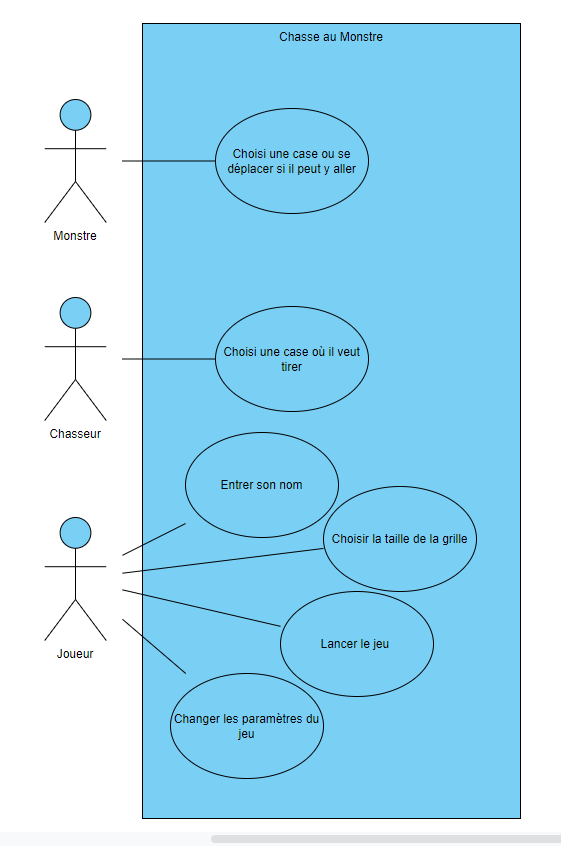 Chasse au Monstre
Choisi une case ou se
déplacer si il peut y aller
Monstre
Choisi une case où il veut
tirer
Chasseur
Entrer son nom
Choisir la taille de la grille
Lancer le jeu
Joueur
Changer les paramètres du
jeu